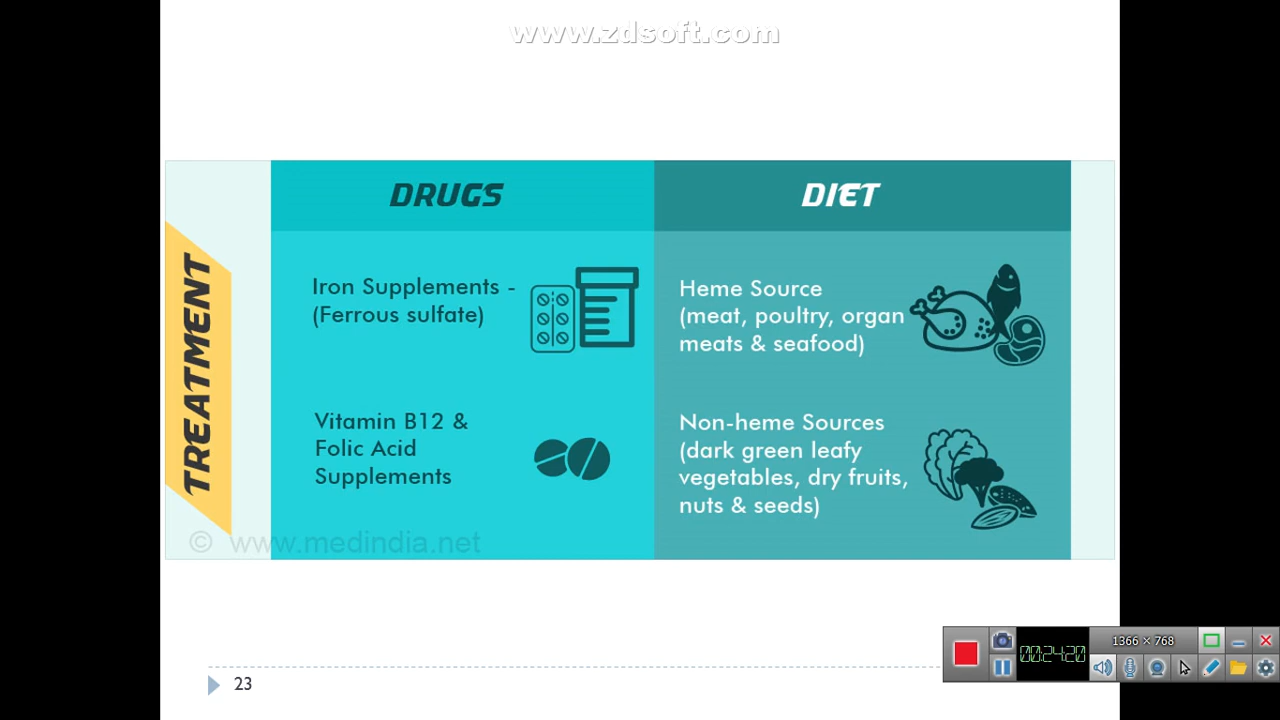 www.zdsoft.com
DRUGS
DIET
TREATMENT
Iron Supplements -
(Ferrous sulfate)
Heme Source
(meat, poultry, organ
meats & seafood)
Vitamin B12 &
Folic Acid
Supplements
Non-heme Sources
(dark green leafy
vegetables, dry fruits,
nuts & seeds)
© www.medindia.net
1366 × 768
00:24:20
23